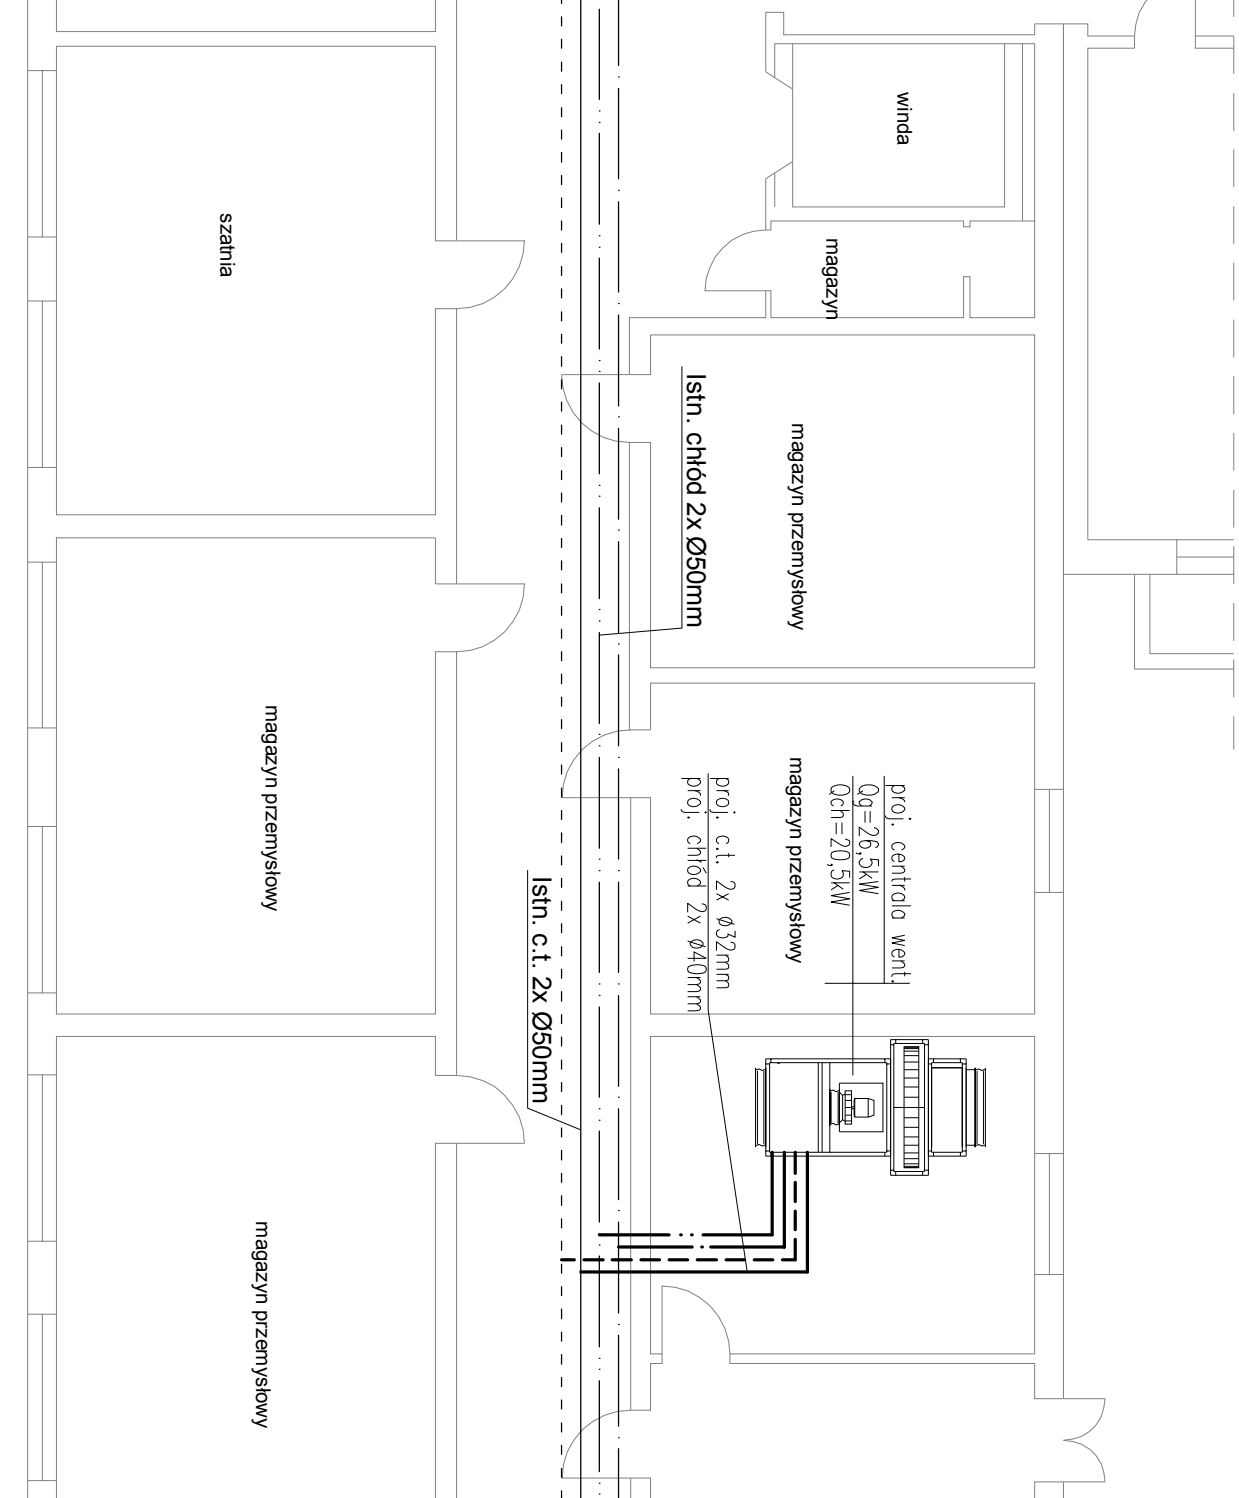 winda
szatnia
magazyn
Istn. chłód 2x Ø50mm
magazyn przemysłowy
magazyn przemysłowy
proj. c.t. 2x Ø32mm
proj. chłód 2x Ø40mm
magazyn przemysłowy
proj. centrala went.
Qg=26,5kW
Qch=20,5kW
Istn. c.t. 2x Ø50mm
magazyn przemysłowy